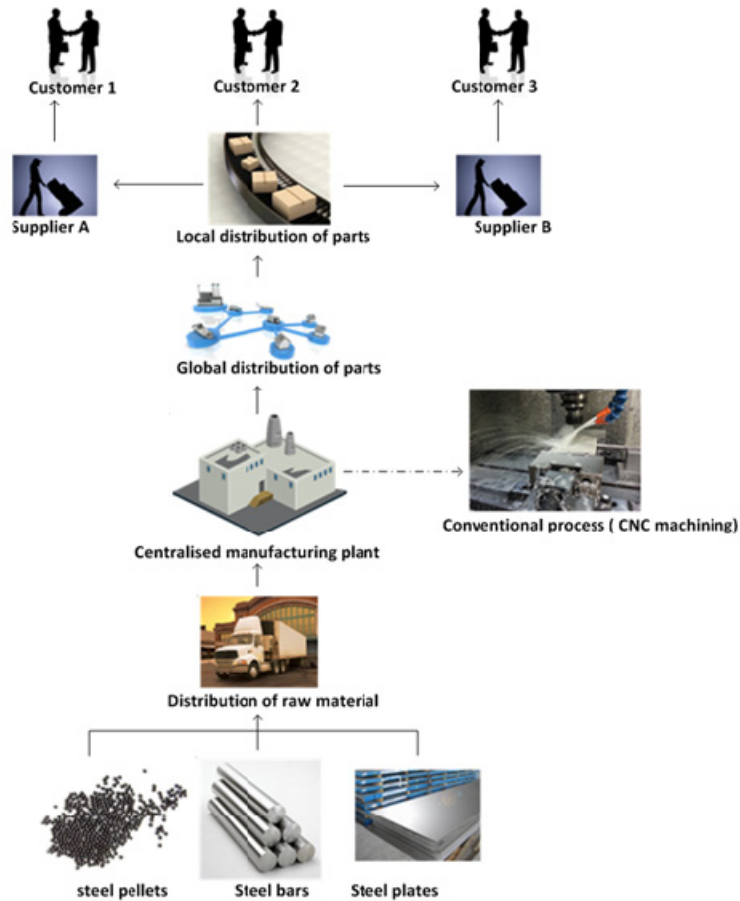 Customer 1
Customer 2
Customer 3
Supplier A
Supplier B
Local distribution of parts
Global distribution of parts
Conventional process ( CNC machining)
Centralised manufacturing plant
Distribution of raw material
steel pellets
Steel bars
Steel plates